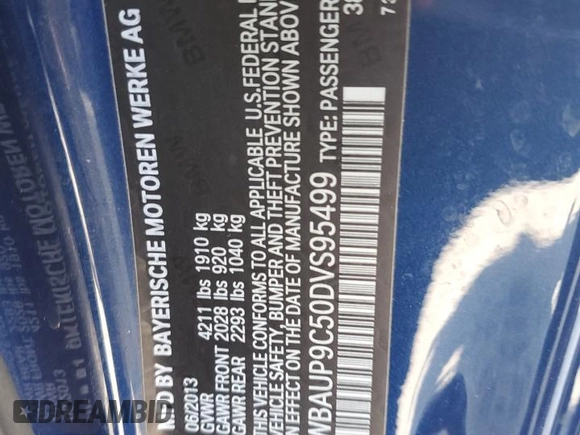 MFD BY BAYERISCHE MOTOREN WERKE AG
06/2013
GVWR 4211 lbs 1910 kg
GAWR FRONT 2028 lbs 920 kg
GAWR REAR 2293 lbs 1040 kg
THIS VEHICLE CONFORMS TO ALL APPLICABLE U.S.FEDERAL
VEHICLE SAFETY, BUMPER AND THEFT PREVENTION STAN
EFFECT ON THE DATE OF MANUFACTURE SHOWN ABOVE
WBAUP9C50DVS95499 TYPE: PASSENGER
DREAMBID